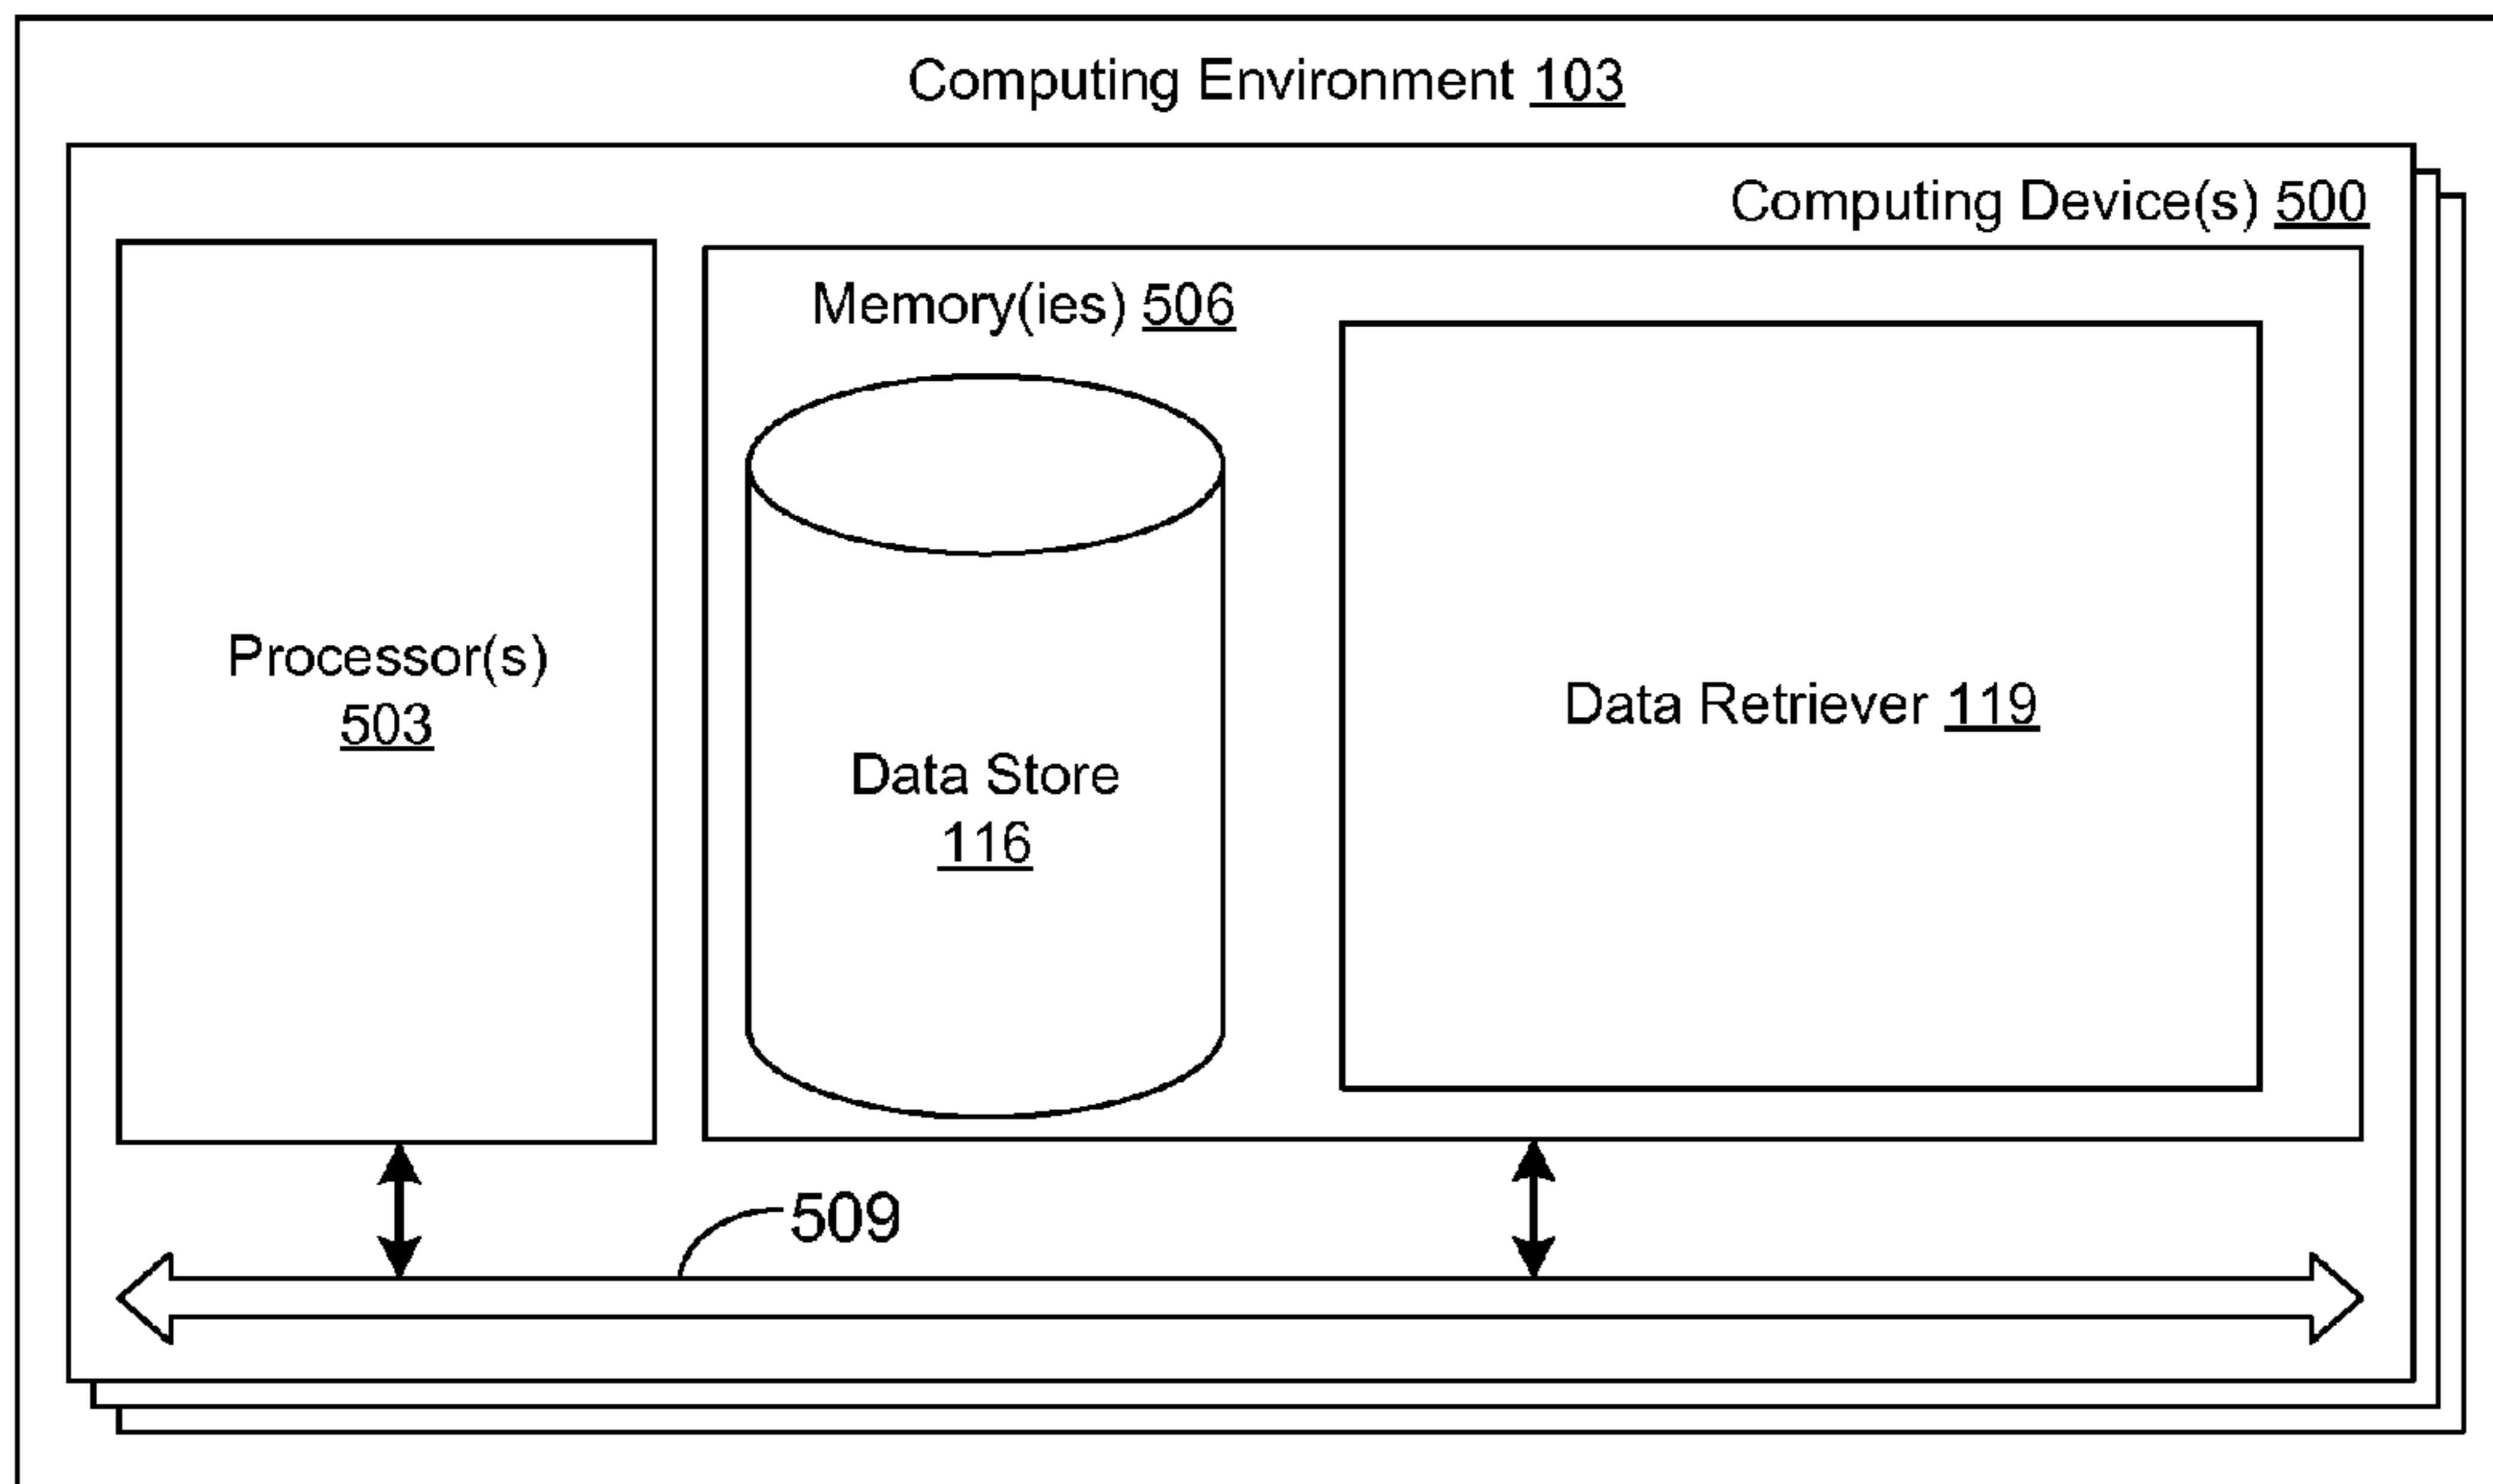 Computing Environment 103
Computing Device(s) 500
Memory(ies) 506
Processor(s)
503
Data Store
116
Data Retriever 119
509